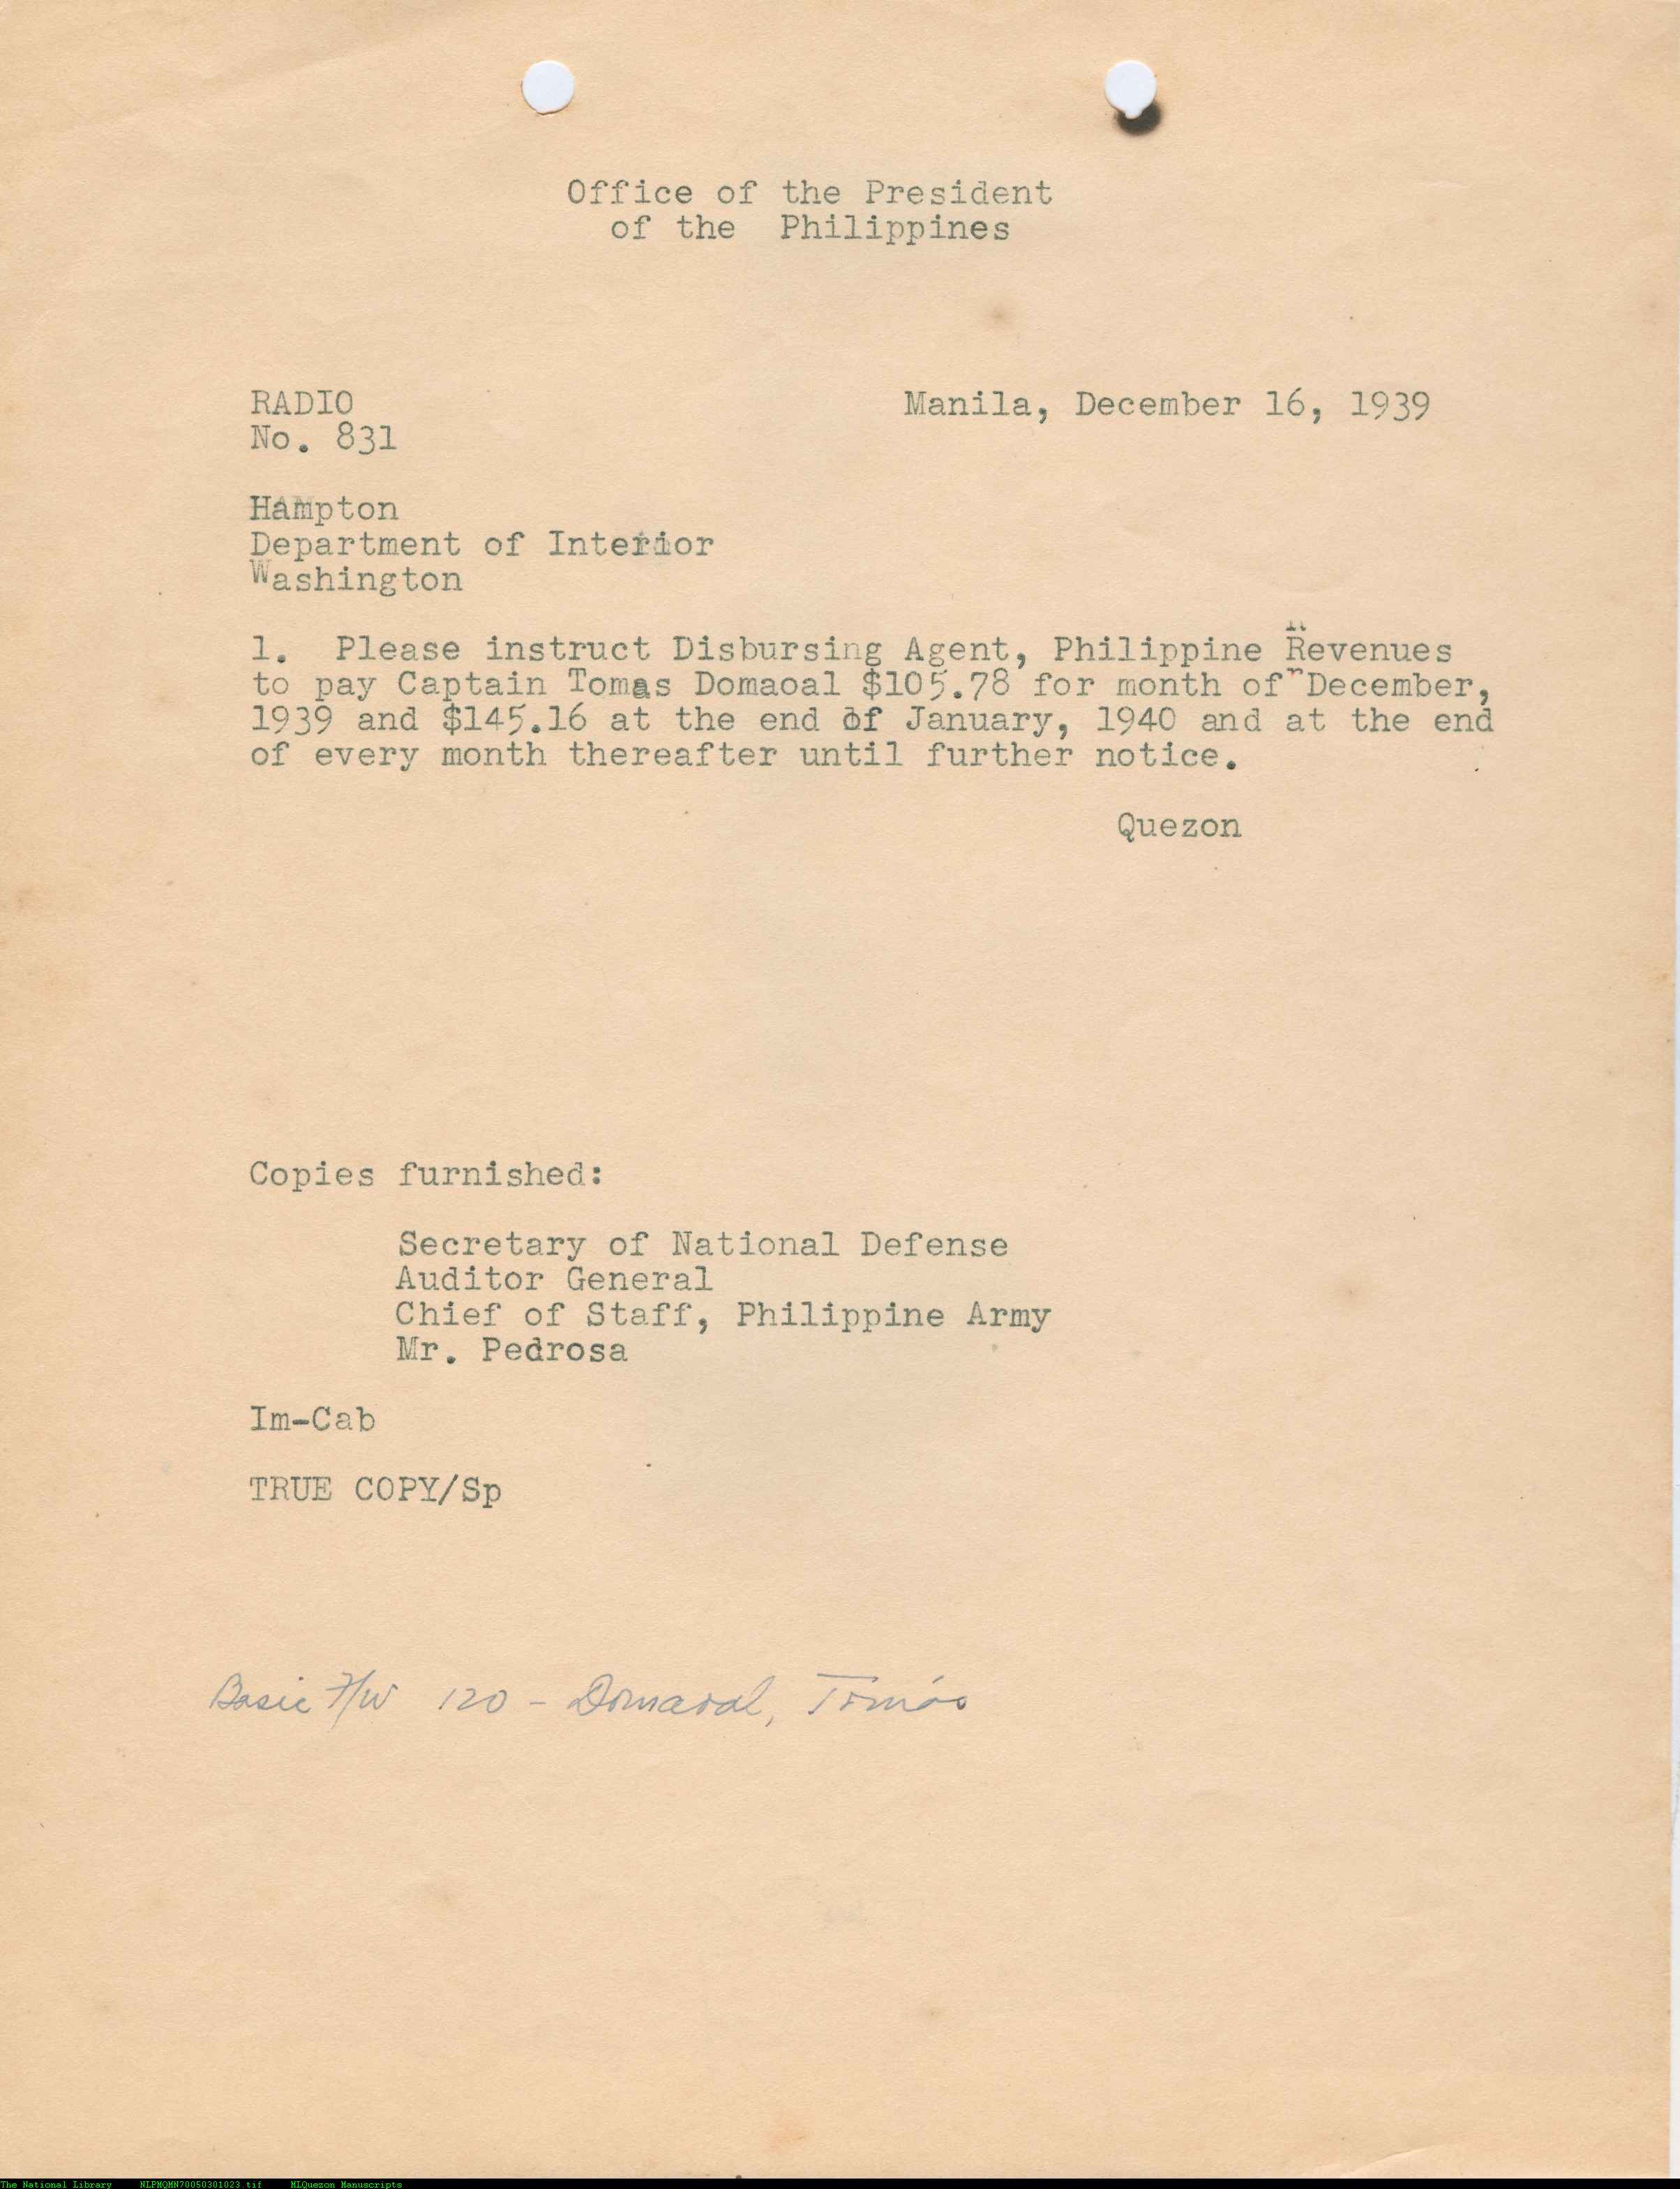 Office of the President
of the Philippines
RADIO
No. 831
Manila, December 16, 1939
Hampton
Department of Interior
Washington
1. Please instruct Disbursing Agent, Philippine Revenues
to pay Captain Tomas Domaoal $105.78 for month of December,
1939 and $145.16 at the end of January, 1940 and at the end
of every month thereafter until further notice.
Quezon
Copies furnished:
Secretary of National Defense
Auditor General
Chief of Staff, Philippine Army
Mr. Pedrosa
Im-Cab
TRUE COPY/Sp
Basic F/W 120 - Domaoal, Tomás
The National Library NLPMQMN70050301023.tif MLQuezon Manuscripts